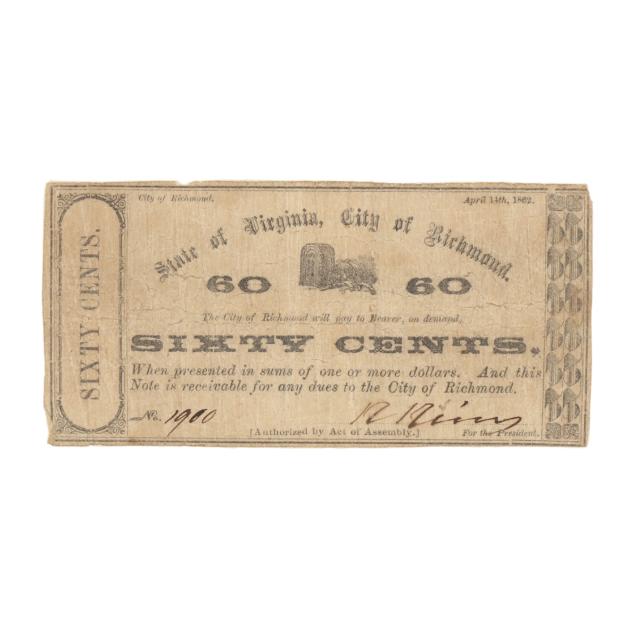 City of Richmond, April 14th, 1862.
State of Virginia, City of Richmond.
60 60
The City of Richmond will pay to Bearer, on demand,
SIXTY CENTS.
When presented in sums of one or more dollars. And this
Note is receivable for any dues to the City of Richmond.
No. 1900
[Authorized by Act of Assembly.] For the President.
SIXTY CENTS.